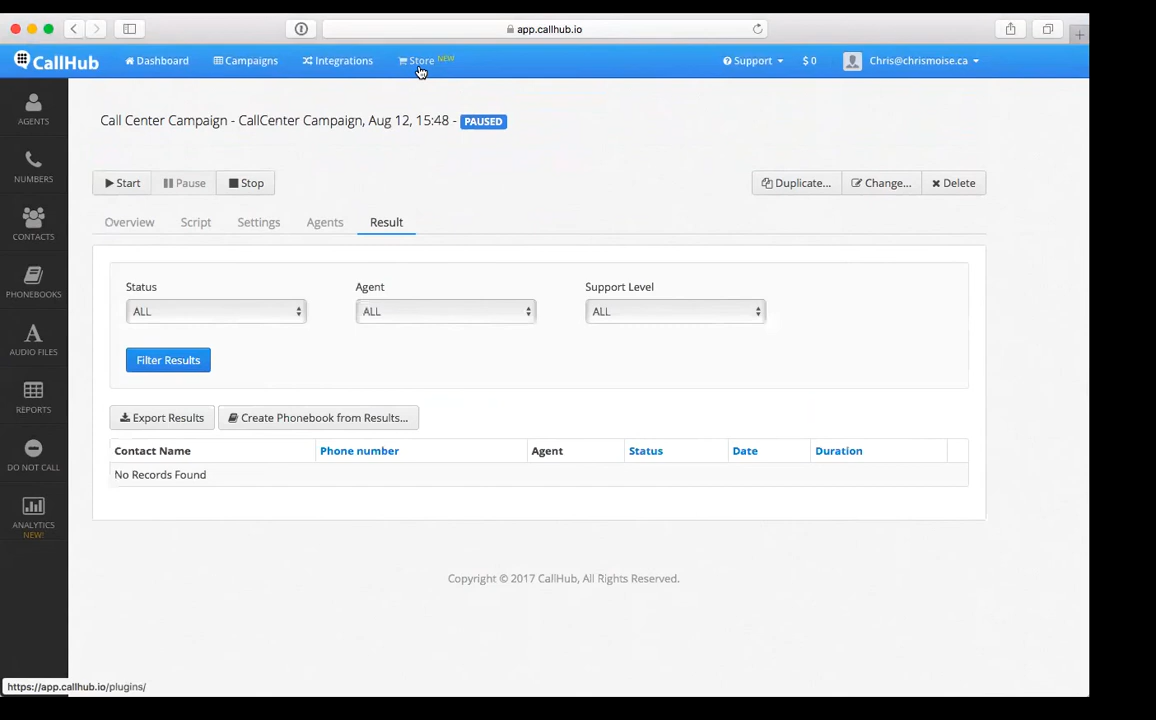 app.callhub.io
CallHub
Dashboard
Campaigns
Integrations
Store NEW
Support
$ 0
Chris@chrismoise.ca
AGENTS
NUMBERS
CONTACTS
PHONEBOOKS
AUDIO FILES
REPORTS
DO NOT CALL
ANALYTICS
NEW!
Call Center Campaign - CallCenter Campaign, Aug 12, 15:48 - PAUSED
Start
Pause
Stop
Duplicate...
Change...
Delete
Overview
Script
Settings
Agents
Result
Status
Agent
Support Level
ALL
ALL
ALL
Filter Results
Export Results
Create Phonebook from Results...
Contact Name
Phone number
Agent
Status
Date
Duration
No Records Found
Copyright © 2017 CallHub, All Rights Reserved.
https://app.callhub.io/plugins/